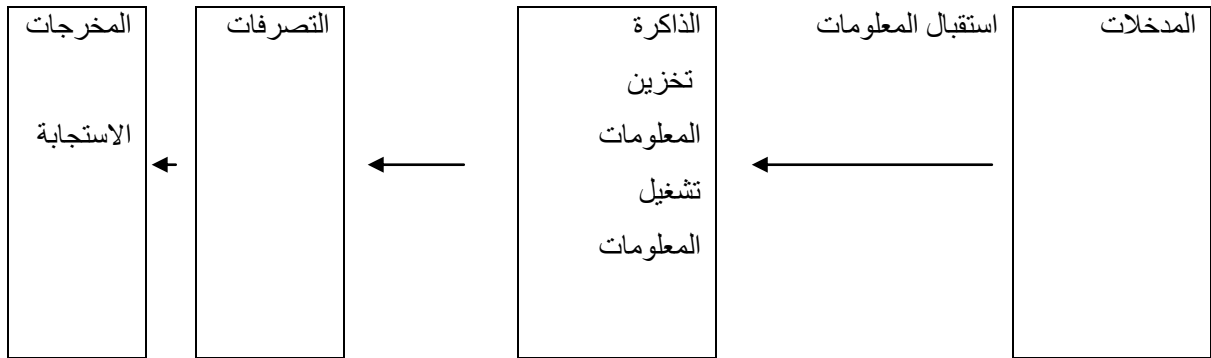 المدخلات
استقبال المعلومات
الذاكرة
تخزين
المعلومات
تشغيل
المعلومات
التصرفات
المخرجات
الاستجابة